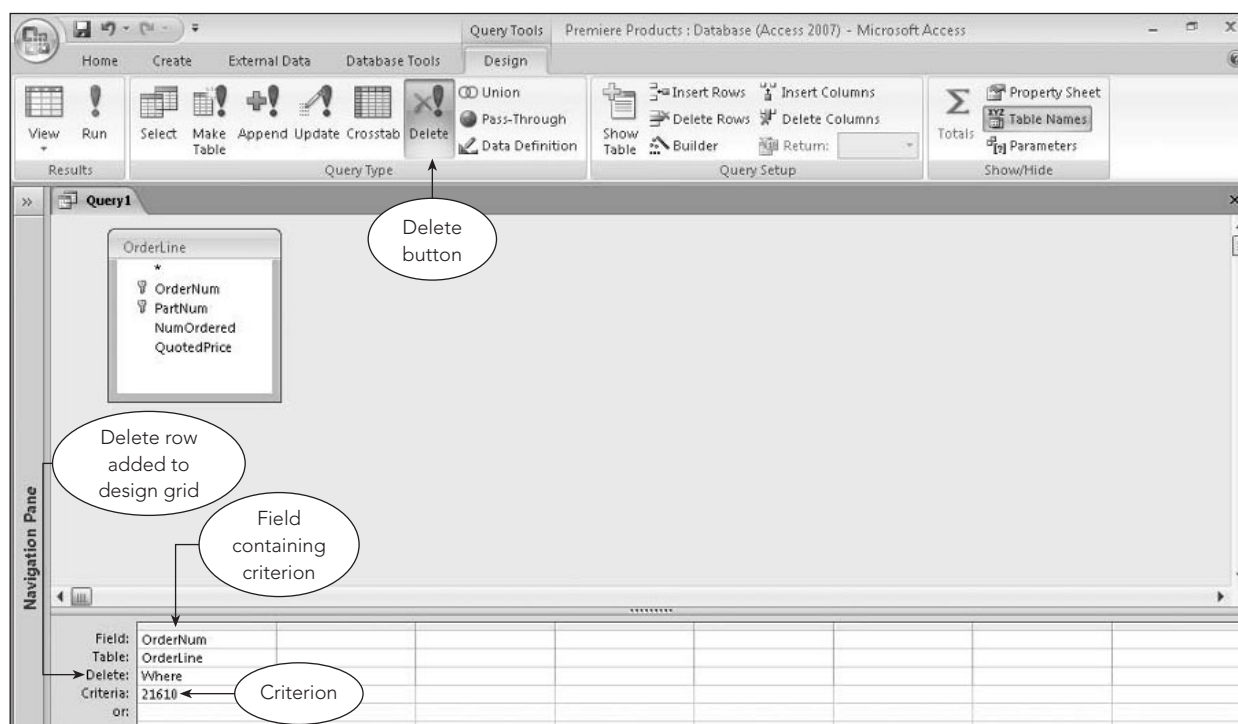 Query Tools
Premiere Products : Database (Access 2007) - Microsoft Access
Home Create External Data Database Tools Design
View
Run
Results
Select
Make Table
Append
Update
Crosstab
Delete
Union
Pass-Through
Data Definition
Query Type
Show Table
Insert Rows
Delete Rows
Builder
Insert Columns
Delete Columns
Return:
Query Setup
Totals
Property Sheet
Table Names
Parameters
Show/Hide
»
Query1
Delete
button
OrderLine
*
OrderNum
PartNum
NumOrdered
QuotedPrice
Delete row
added to
design grid
Field
containing
criterion
Navigation Pane
Field: OrderNum
Table: OrderLine
Delete: Where
Criteria: 21610
Criterion
or: